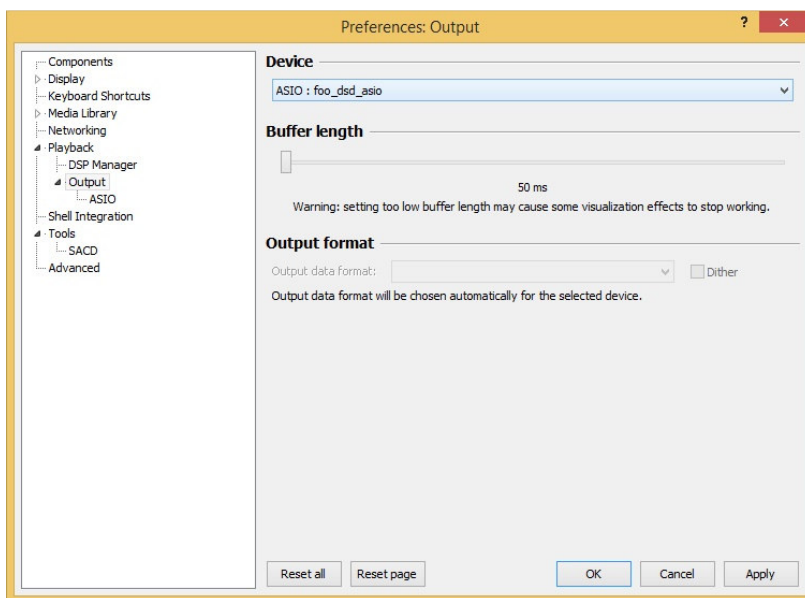 Preferences: Output
?
Components
Display
Keyboard Shortcuts
Media Library
Networking
Playback
DSP Manager
Output
ASIO
Shell Integration
Tools
SACD
Advanced
Device
ASIO : foo_dsd_asio
Buffer length
50 ms
Warning: setting too low buffer length may cause some visualization effects to stop working.
Output format
Output data format:
Dither
Output data format will be chosen automatically for the selected device.
Reset all
Reset page
OK
Cancel
Apply